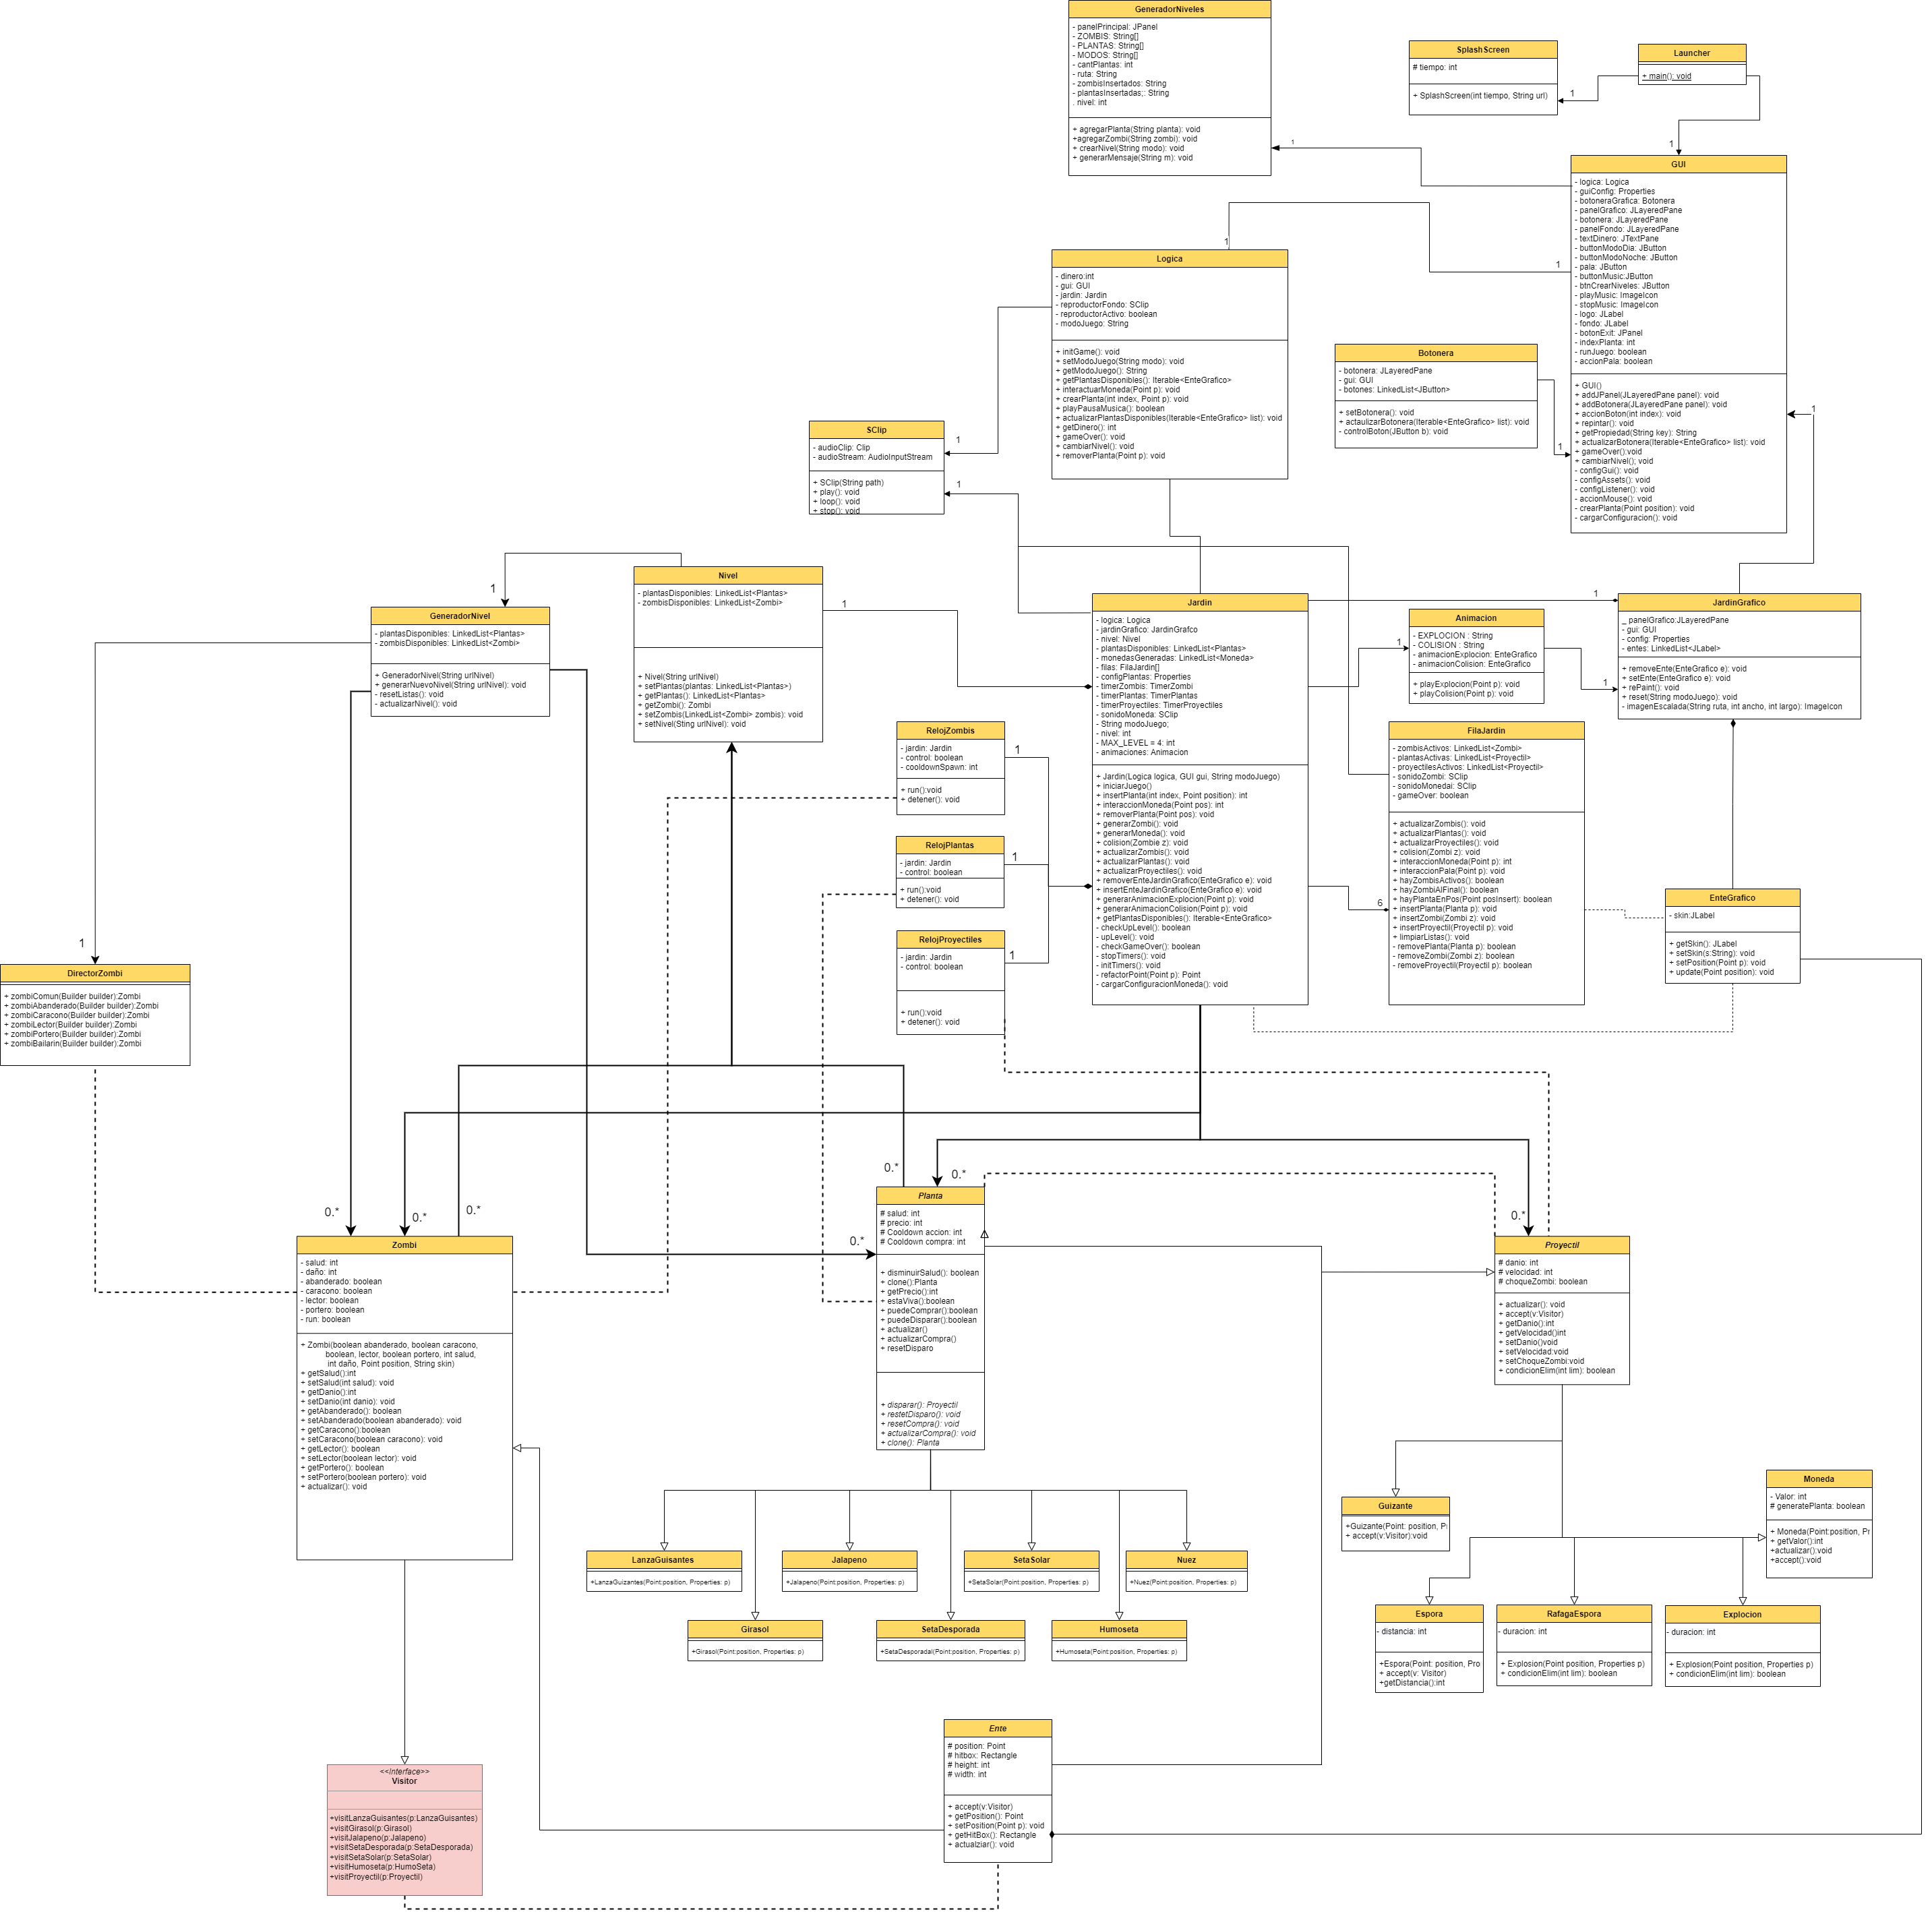 GeneradorNiveles
- panelPrincipal: JPanel
- ZOMBIS: String[]
- PLANTAS: String[]
- MODOS: String[]
- cantPlantas: int
- ruta: String
- zombisInsertados: String
- plantasInsertadas;: String
. nivel: int
+ agregarPlanta(String planta): void
+agregarZombi(String zombi): void
+ crearNivel(String modo): void
+ generarMensaje(String m): void
SplashScreen
# tiempo: int
+ SplashScreen(int tiempo, String url)
Launcher
+ main(): void
1
1
1
GUI
- logica: Logica
- guiConfig: Properties
- botoneraGrafica: Botonera
- panelGrafico: JLayeredPane
- botonera: JLayeredPane
- panelFondo: JLayeredPane
- textDinero: JTextPane
- buttonModoDia: JButton
- buttonModoNoche: JButton
- pala: JButton
- buttonMusic:JButton
- btnCrearNiveles: JButton
- playMusic: ImageIcon
- stopMusic: ImageIcon
- logo: JLabel
- fondo: JLabel
- botonExit: JPanel
- indexPlanta: int
- runJuego: boolean
- accionPala: boolean
+ GUI()
+ addJPanel(JLayeredPane panel): void
+ addBotonera(JLayeredPane panel): void
+ accionBoton(int index): void
+ repintar(): void
+ getPropiedad(String key): String
+ actualizarBotonera(Iterable<EnteGrafico> list): void
+ gameOver():void
+ cambiarNivel(); void
- configGui(): void
- configAssets(): void
- configListener(): void
- accionMouse(): void
- crearPlanta(Point position): void
- cargarConfiguracion(): void
1
1
Logica
- dinero:int
- gui: GUI
- jardin: Jardin
- reproductorFondo: SClip
- reproductorActivo: boolean
- modoJuego: String
+ initGame(): void
+ setModoJuego(String modo): void
+ getModoJuego(): String
+ getPlantasDisponibles(): Iterable<EnteGrafico>
+ interactuarMoneda(Point p): void
+ crearPlanta(int index, Point p): void
+ playPausaMusica(): boolean
+ actualizarPlantasDisponibles(Iterable<EnteGrafico> list): void
+ getDinero(): int
+ gameOver(): void
+ cambiarNivel(): void
+ removerPlanta(Point p): void
Botonera
- botonera: JLayeredPane
- gui: GUI
- botones: LinkedList<JButton>
+ setBotonera(): void
+ actaulizarBotonera(Iterable<EnteGrafico> list): void
- controlBoton(JButton b): void
1
1
SClip
- audioClip: Clip
- audioStream: AudioInputStream
+ SClip(String path)
+ play(): void
+ loop(): void
+ stop(): void
1
1
Nivel
- plantasDisponibles: LinkedList<Plantas>
- zombisDisponibles: LinkedList<Zombi>
+ Nivel(String urlNivel)
+ setPlantas(plantas: LinkedList<Plantas>)
+ getPlantas(): LinkedList<Plantas>
+ getZombi(): Zombi
+ setZombis(LinkedList<Zombi> zombis): void
+ setNivel(Sting urlNivel): void
1
1
GeneradorNivel
- plantasDisponibles: LinkedList<Plantas>
- zombisDisponibles: LinkedList<Zombi>
+ GeneradorNivel(String urlNivel)
+ generarNuevoNivel(String urlNivel): void
- resetListas(): void
- actualizarNivel(): void
Jardin
- logica: Logica
- jardinGrafico: JardinGrafco
- nivel: Nivel
- plantasDisponibles: LinkedList<Plantas>
- monedasGeneradas: LinkedList<Moneda>
- filas: FilaJardin[]
- configPlantas: Properties
- timerZombis: TimerZombi
- timerPlantas: TimerPlantas
- timerProyectiles: TimerProyectiles
- sonidoMoneda: SClip
- String modoJuego;
- nivel: int
- MAX_LEVEL = 4: int
- animaciones: Animacion
+ Jardin(Logica logica, GUI gui, String modoJuego)
+ iniciarJuego()
+ insertPlanta(int index, Point position): int
+ interaccionMoneda(Point pos): int
+ removerPlanta(Point pos): void
+ generarZombi(): void
+ generarMoneda(): void
+ colision(Zombie z): void
+ actualizarZombis(): void
+ actualizarPlantas(): void
+ actualizarProyectiles(): void
+ removerEnteJardinGrafico(EnteGrafico e): void
+ insertEnteJardinGrafico(EnteGrafico e): void
+ generarAnimacionExplocion(Point p): void
+ generarAnimacionColision(Point p): void
+ getPlantasDisponibles(): Iterable<EnteGrafico>
- checkUpLevel(): boolean
- upLevel(): void
- checkGameOver(): boolean
- stopTimers(): void
- initTimers(): void
- refactorPoint(Point p): Point
- cargarConfiguracionMoneda(): void
Animacion
- EXPLOCION : String
- COLISION : String
- animacionExplocion: EnteGrafico
- animacionColision: EnteGrafico
+ playExplocion(Point p): void
+ playColision(Point p): void
1
1
1
JardinGrafico
_ panelGrafico:JLayeredPane
- gui: GUI
- config: Properties
- entes: LinkedList<JLabel>
+ removeEnte(EnteGrafico e): void
+ setEnte(EnteGrafico e): void
+ rePaint(): void
+ reset(String modoJuego): void
- imagenEscalada(String ruta, int ancho, int largo): ImageIcon
FilaJardin
- zombisActivos: LinkedList<Zombi>
- plantasActivas: LinkedList<Proyectil>
- proyectilesActivos: LinkedList<Proyectil>
- sonidoZombi: SClip
- sonidoMonedai: SClip
- gameOver: boolean
+ actualizarZombis(): void
+ actualizarPlantas(): void
+ actualizarProyectiles(): void
+ colision(Zombi z): void
+ interaccionMoneda(Point p): int
+ interaccionPala(Point p): void
+ hayZombisActivos(): boolean
+ hayZombiAlFinal(): boolean
+ hayPlantaEnPos(Point posInsert): boolean
+ insertPlanta(Planta p): void
+ insertZombi(Zombi z): void
+ insertProyectil(Proyectil p): void
+ limpiarListas(): void
- removePlanta(Planta p): boolean
- removeZombi(Zombi z): boolean
- removeProyectil(Proyectil p): boolean
6
RelojZombis
- jardin: Jardin
- control: boolean
- cooldownSpawn: int
+ run():void
+ detener(): void
1
RelojPlantas
- jardin: Jardin
- control: boolean
+ run():void
+ detener(): void
1
RelojProyectiles
- jardin: Jardin
- control: boolean
+ run():void
+ detener(): void
1
EnteGrafico
- skin:JLabel
+ getSkin(): JLabel
+ setSkin(s:String): void
+ setPosition(Point p): void
+ update(Point position): void
1
DirectorZombi
+ zombiComun(Builder builder):Zombi
+ zombiAbanderado(Builder builder):Zombi
+ zombiCaracono(Builder builder):Zombi
+ zombiLector(Builder builder):Zombi
+ zombiPortero(Builder builder):Zombi
+ zombiBailarin(Builder builder):Zombi
0.*
0.*
0.*
0.*
0.*
0.*
0.*
Zombi
- salud: int
- daño: int
- abanderado: boolean
- caracono: boolean
- lector: boolean
- portero: boolean
- run: boolean
+ Zombi(boolean abanderado, boolean caracono,
boolean, lector, boolean portero, int salud,
int daño, Point position, String skin)
+ getSalud():int
+ setSalud(int salud): void
+ getDanio():int
+ setDanio(int danio): void
+ getAbanderado(): boolean
+ setAbanderado(boolean abanderado): void
+ getCaracono():boolean
+ setCaracono(boolean caracono): void
+ getLector(): boolean
+ setLector(boolean lector): void
+ getPortero(): boolean
+ setPortero(boolean portero): void
+ actualizar(): void
Planta
# salud: int
# precio: int
# Cooldown accion: int
# Cooldown compra: int
+ disminuirSalud(): boolean
+ clone():Planta
+ getPrecio():int
+ estaViva():boolean
+ puedeComprar():boolean
+ puedeDisparar():boolean
+ actualizar()
+ actualizarCompra()
+ resetDisparo
+ disparar(): Proyectil
+ restetDisparo(): void
+ resetCompra(): void
+ actualizarCompra(): void
+ clone(): Planta
Proyectil
# danio: int
# velocidad: int
# choqueZombi: boolean
+ actualizar(): void
+ accept(v:Visitor)
+ getDanio():int
+ getVelocidad()int
+ setDanio()void
+ setVelocidad:void
+ setChoqueZombi:void
+ condicionElim(int lim): boolean
Guizante
+Guizante(Point: position, P
+ accept(v:Visitor):void
Moneda
- Valor: int
# generatePlanta: boolean
+ Moneda(Point:position, Pr
+ getValor():int
+actualizar():void
+accept():void
LanzaGuisantes
+LanzaGuizantes(Point:position, Properties: p)
Jalapeno
+Jalapeno(Point:position, Properties: p)
SetaSolar
+SetaSolar(Point:position, Properties: p)
Nuez
+Nuez(Point:position, Properties: p)
Girasol
+Girasol(Point:position, Properties: p)
SetaDesporada
+SetaDesporadal(Point:position, Properties: p)
Humoseta
+Humoseta(Point:position, Properties: p)
Espora
- distancia: int
+Espora(Point: position, Pro
+ accept(v: Visitor)
+getDistancia():int
RafagaEspora
- duracion: int
+ Explosion(Point position, Properties p)
+ condicionElim(int lim): boolean
Explocion
- duracion: int
+ Explosion(Point position, Properties p)
+ condicionElim(int lim): boolean
Ente
# position: Point
# hitbox: Rectangle
# height: int
# width: int
+ accept(v:Visitor)
+ getPosition(): Point
+ setPosition(Point p): void
+ getHitBox(): Rectangle
+ actualziar(): void
<<Interface>>
Visitor
+visitLanzaGuisantes(p:LanzaGuisantes)
+visitGirasol(p:Girasol)
+visitJalapeno(p:Jalapeno)
+visitSetaDesporada(p:SetaDesporada)
+visitSetaSolar(p:SetaSolar)
+visitHumoseta(p:HumoSeta)
+visitProyectil(p:Proyectil)